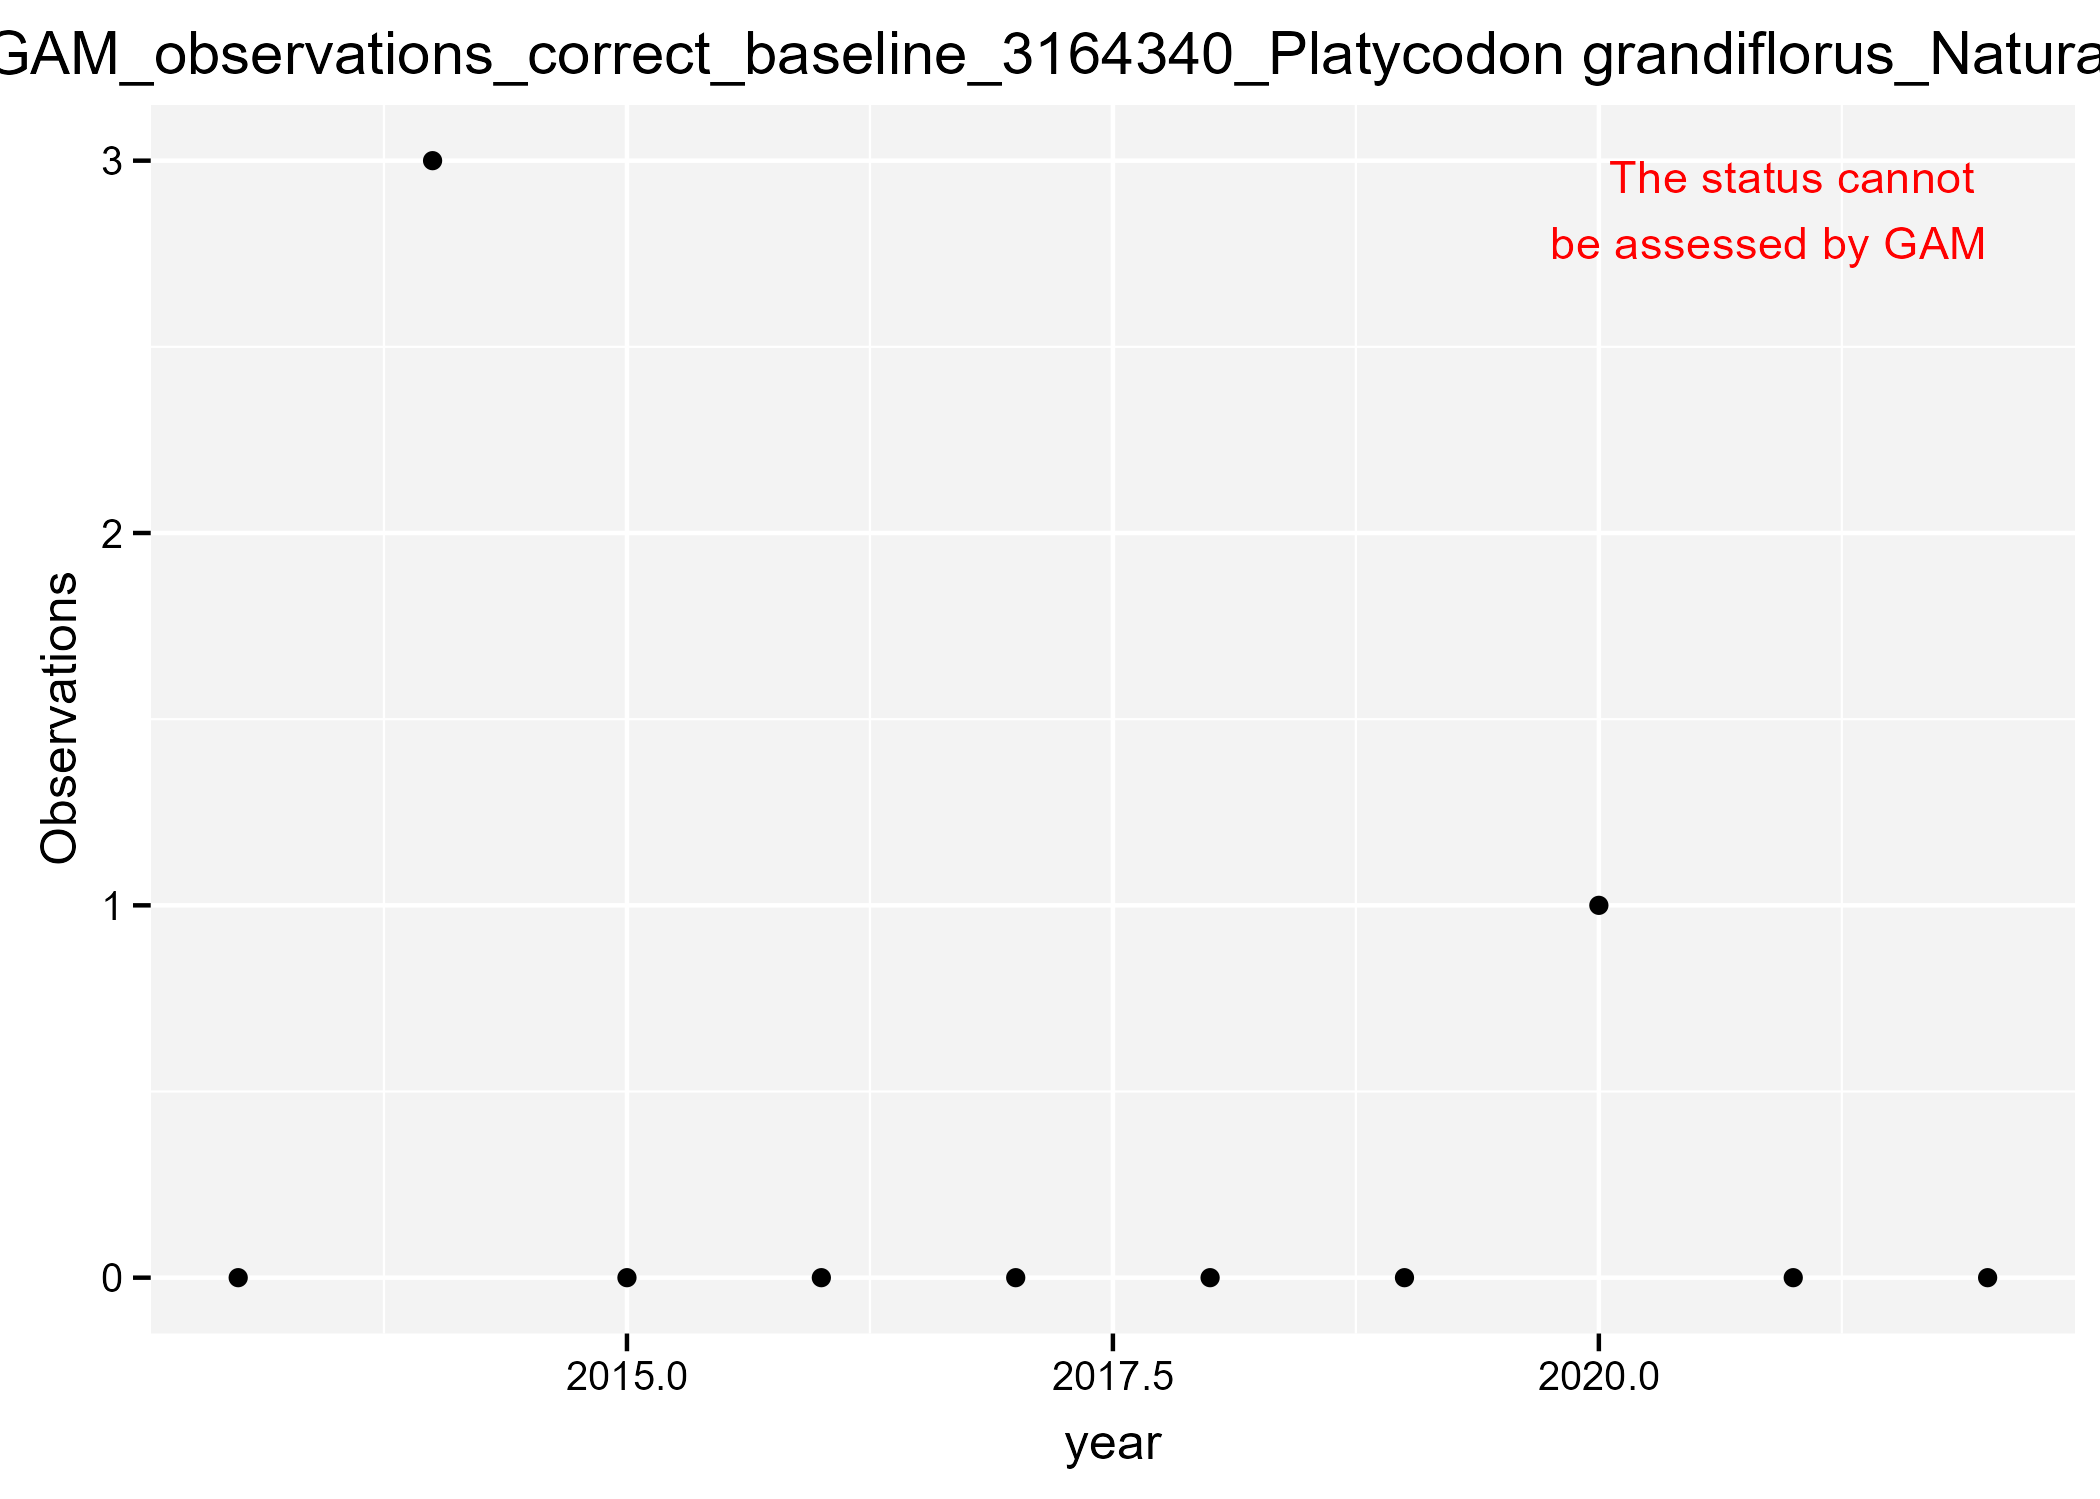 GAM_observations_correct_baseline_3164340_Platycodon grandiflorus_Natura
The status cannot
be assessed by GAM
3
2
1
0
Observations
2015.0
2017.5
2020.0
year